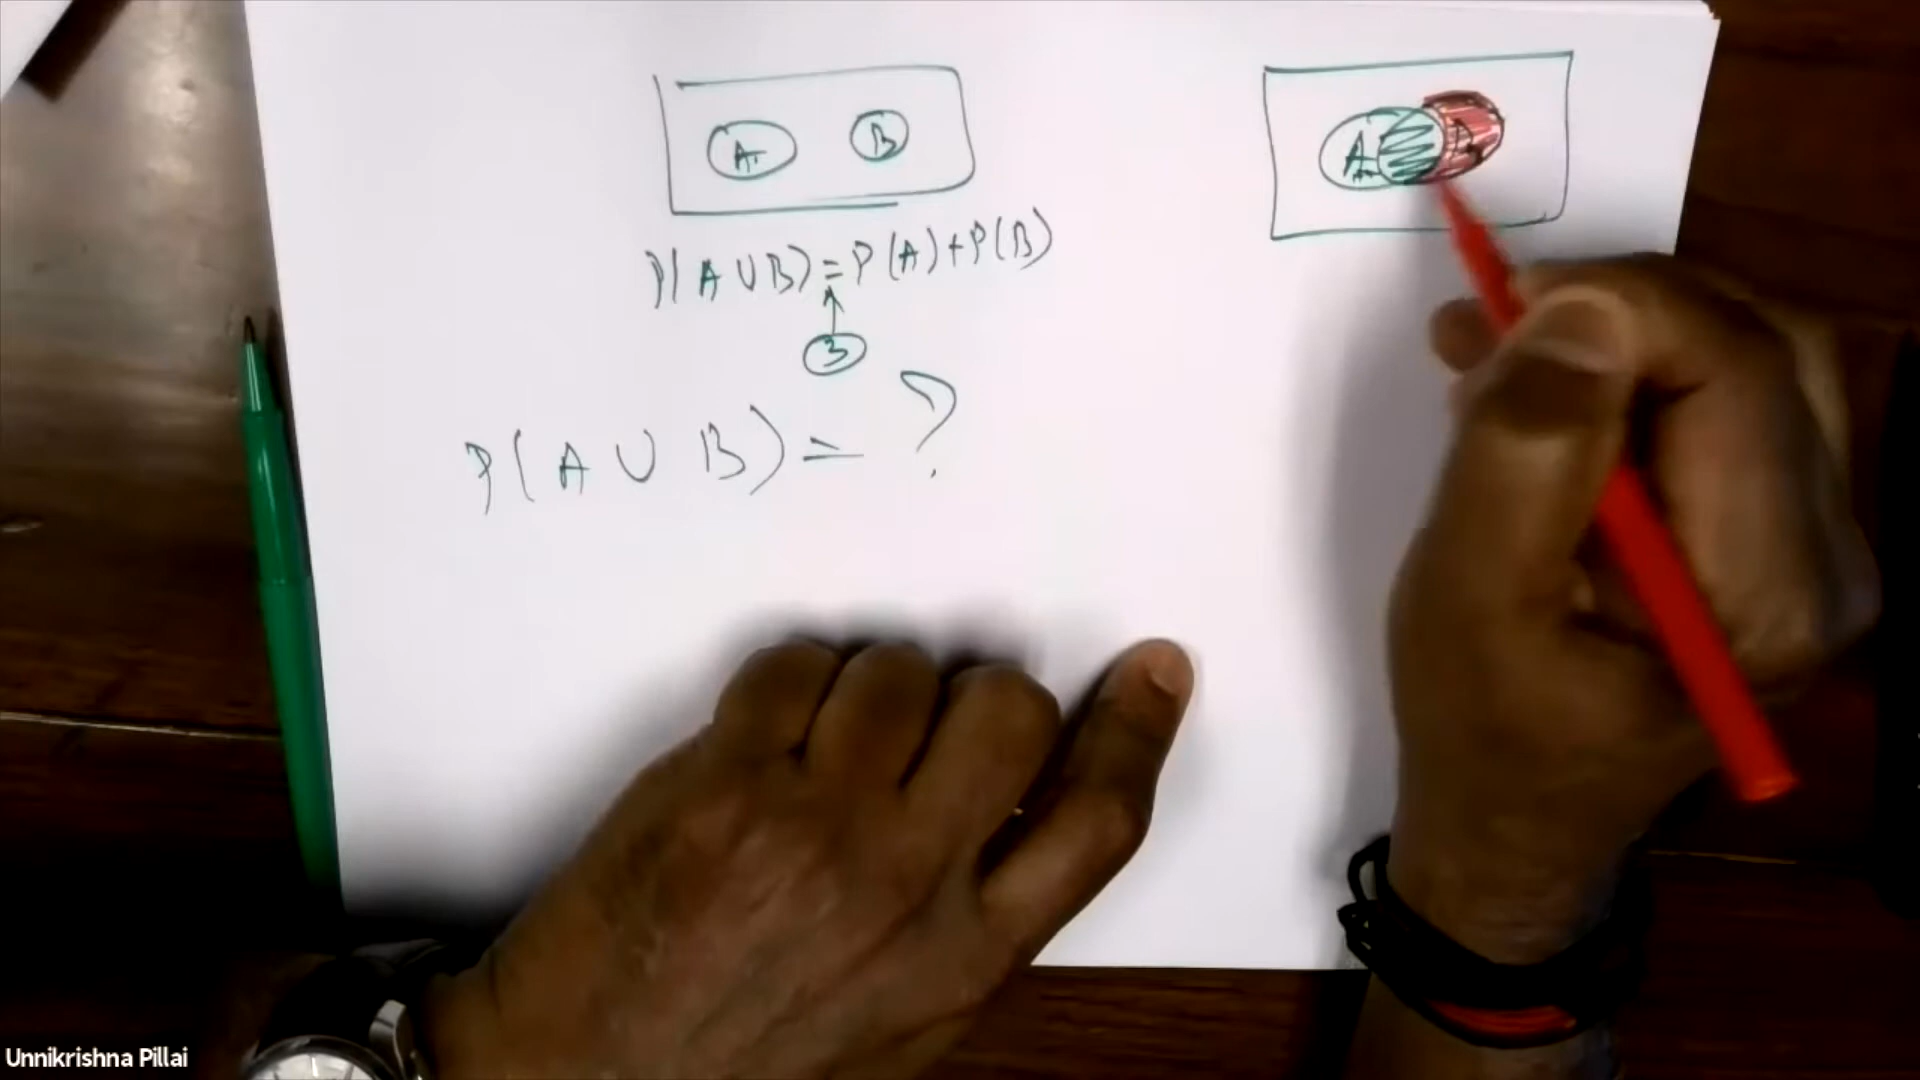 A B
A B
P(A ∪ B) = P(A) + P(B)
3
P(A ∪ B) = ?
Unnikrishna Pillai